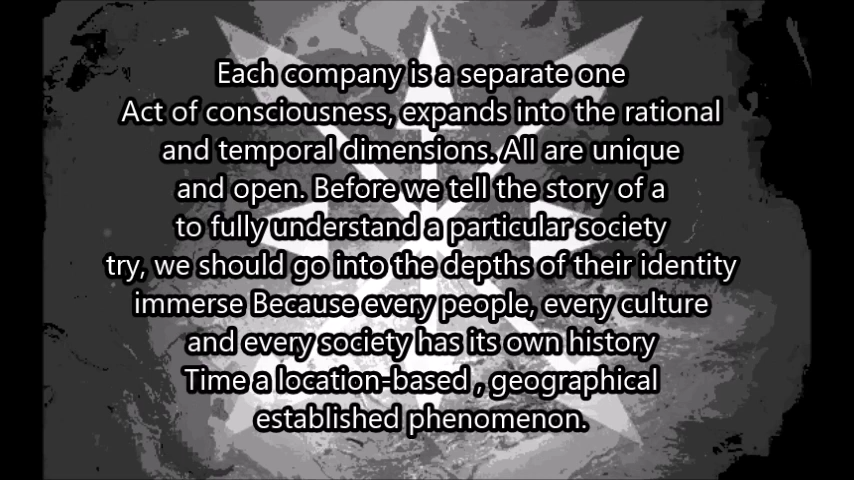 Each company is a separate one
Act of consciousness, expands into the rational
and temporal dimensions. All are unique
and open. Before we tell the story of a
to fully understand a particular society
try, we should go into the depths of their identity
immerse Because every people, every culture
and every society has its own history
Time a location-based , geographical
established phenomenon.